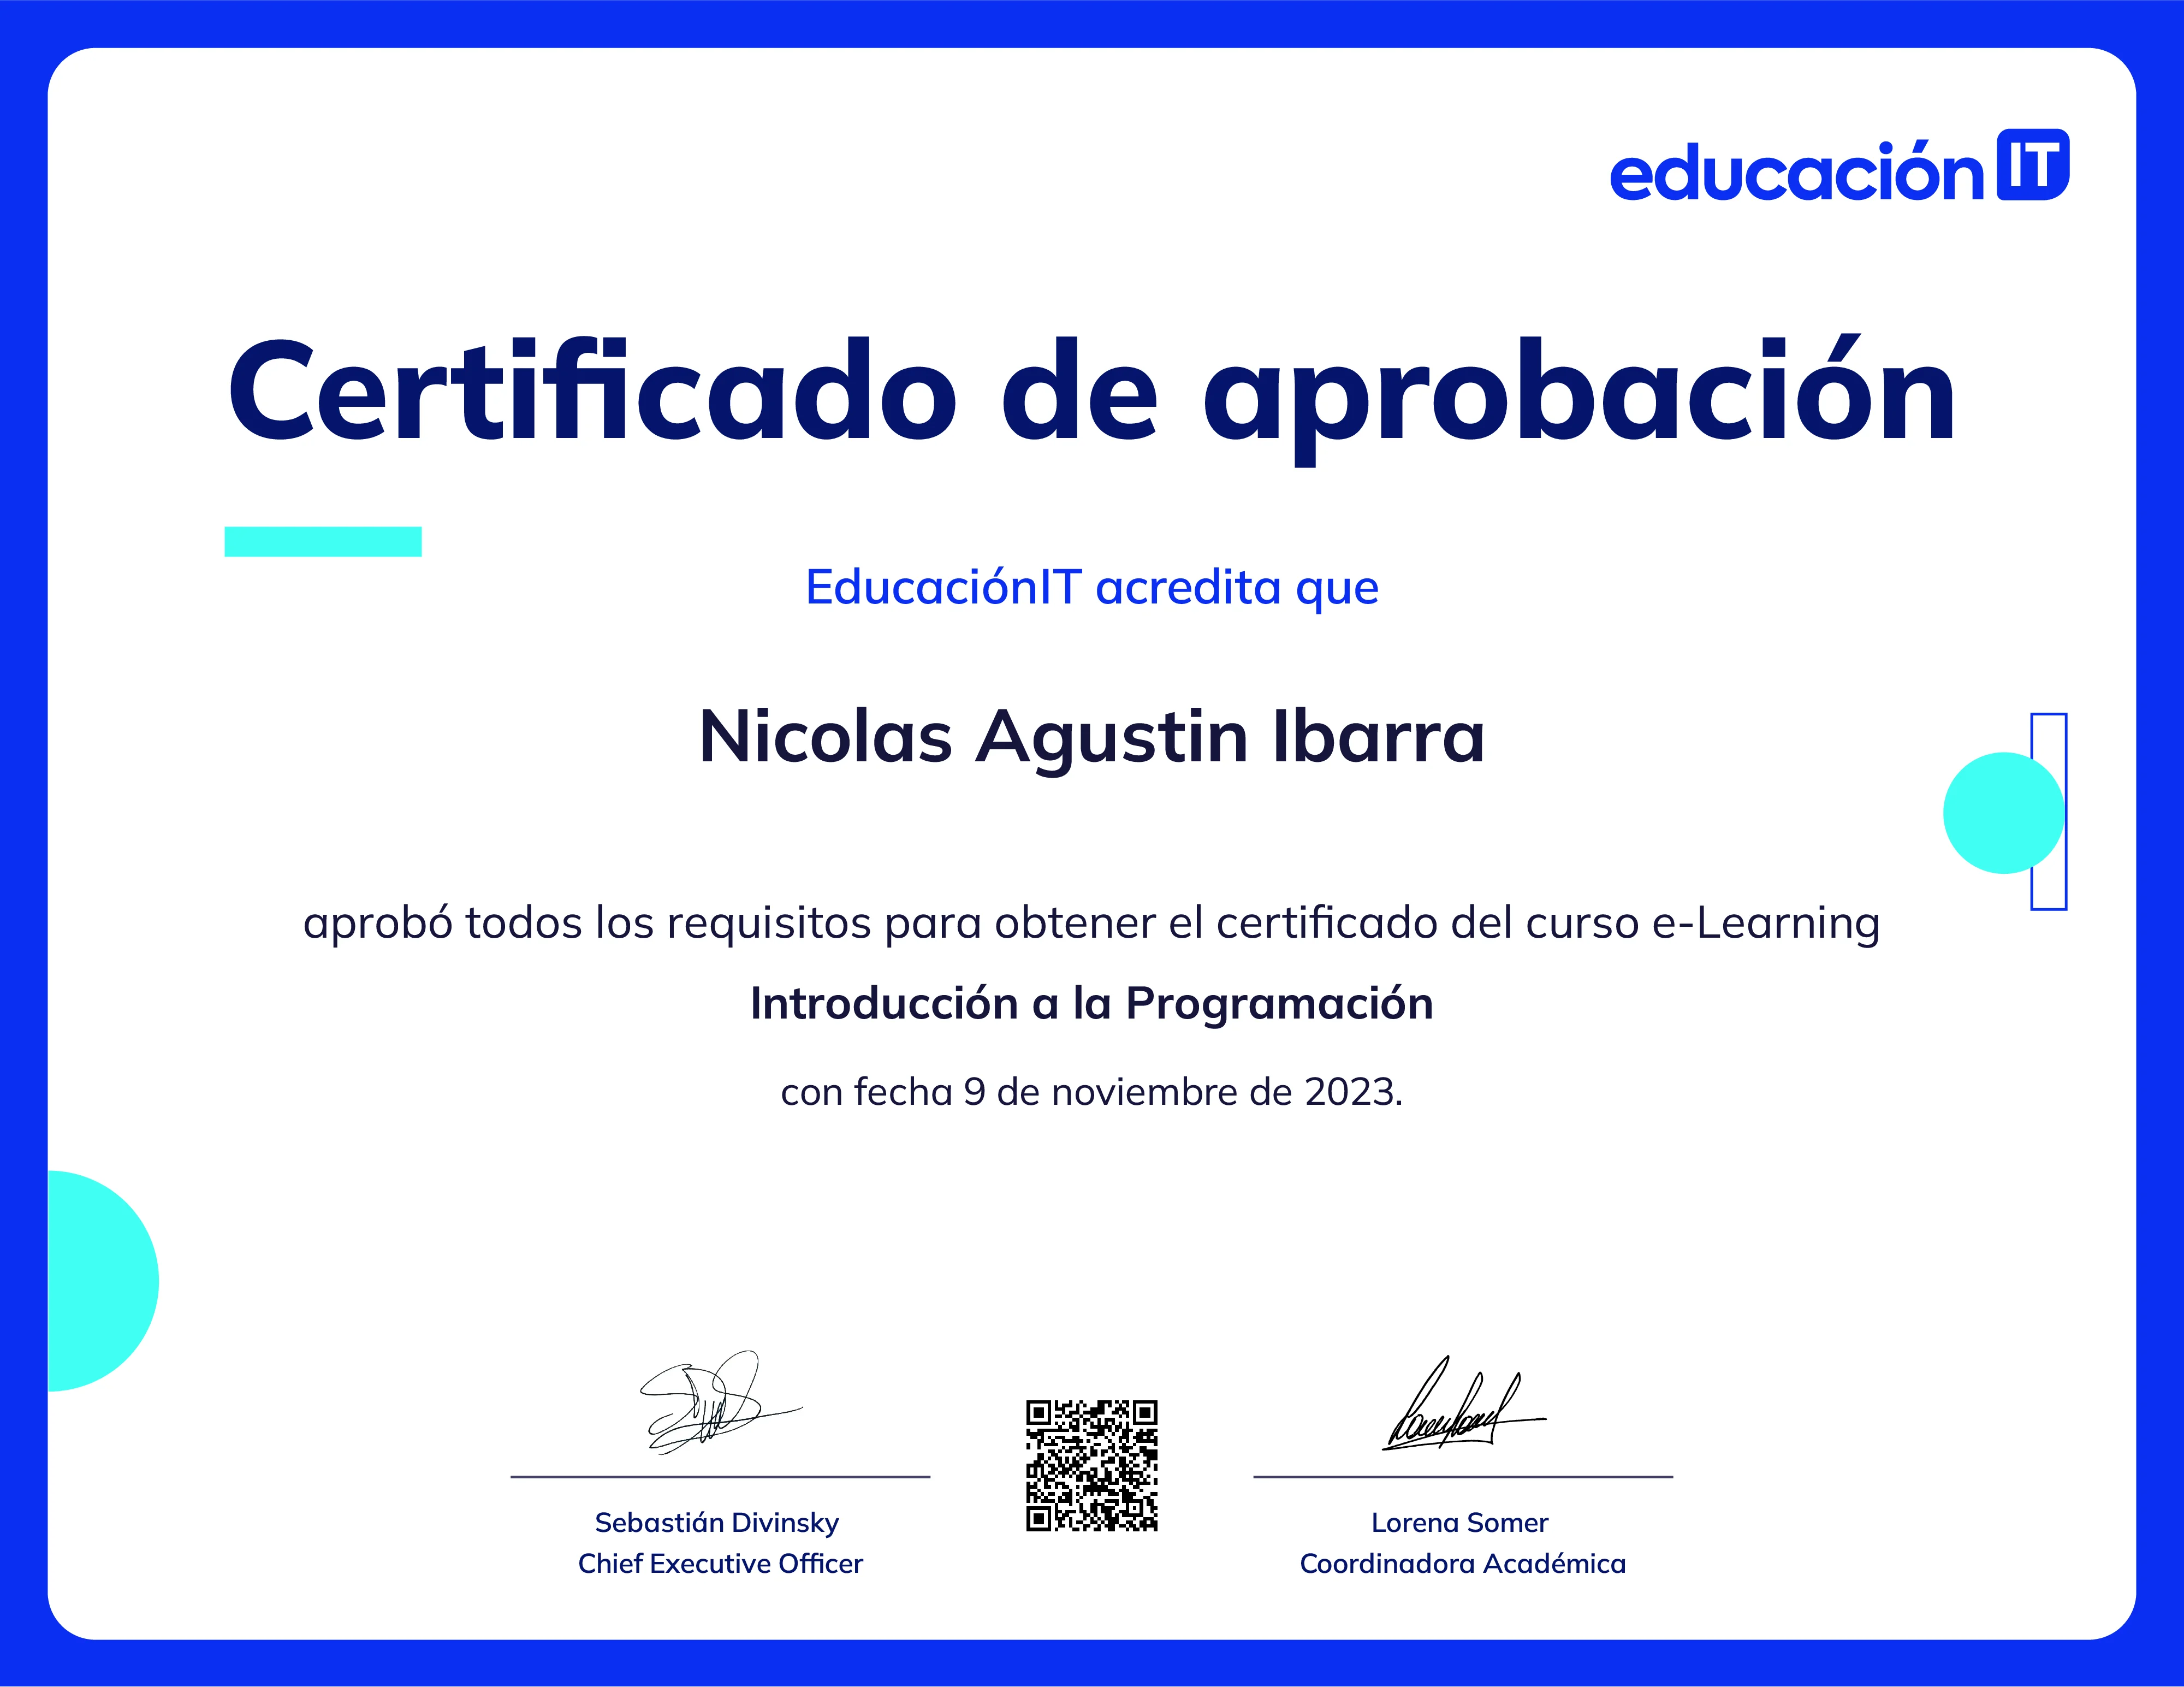 educación IT
Certificado de aprobación
EducaciónIT acredita que
Nicolas Agustin Ibarra
aprobó todos los requisitos para obtener el certificado del curso e-Learning
Introducción a la Programación
con fecha 9 de noviembre de 2023.
Sebastián Divinsky
Chief Executive Officer
Lorena Somer
Coordinadora Académica